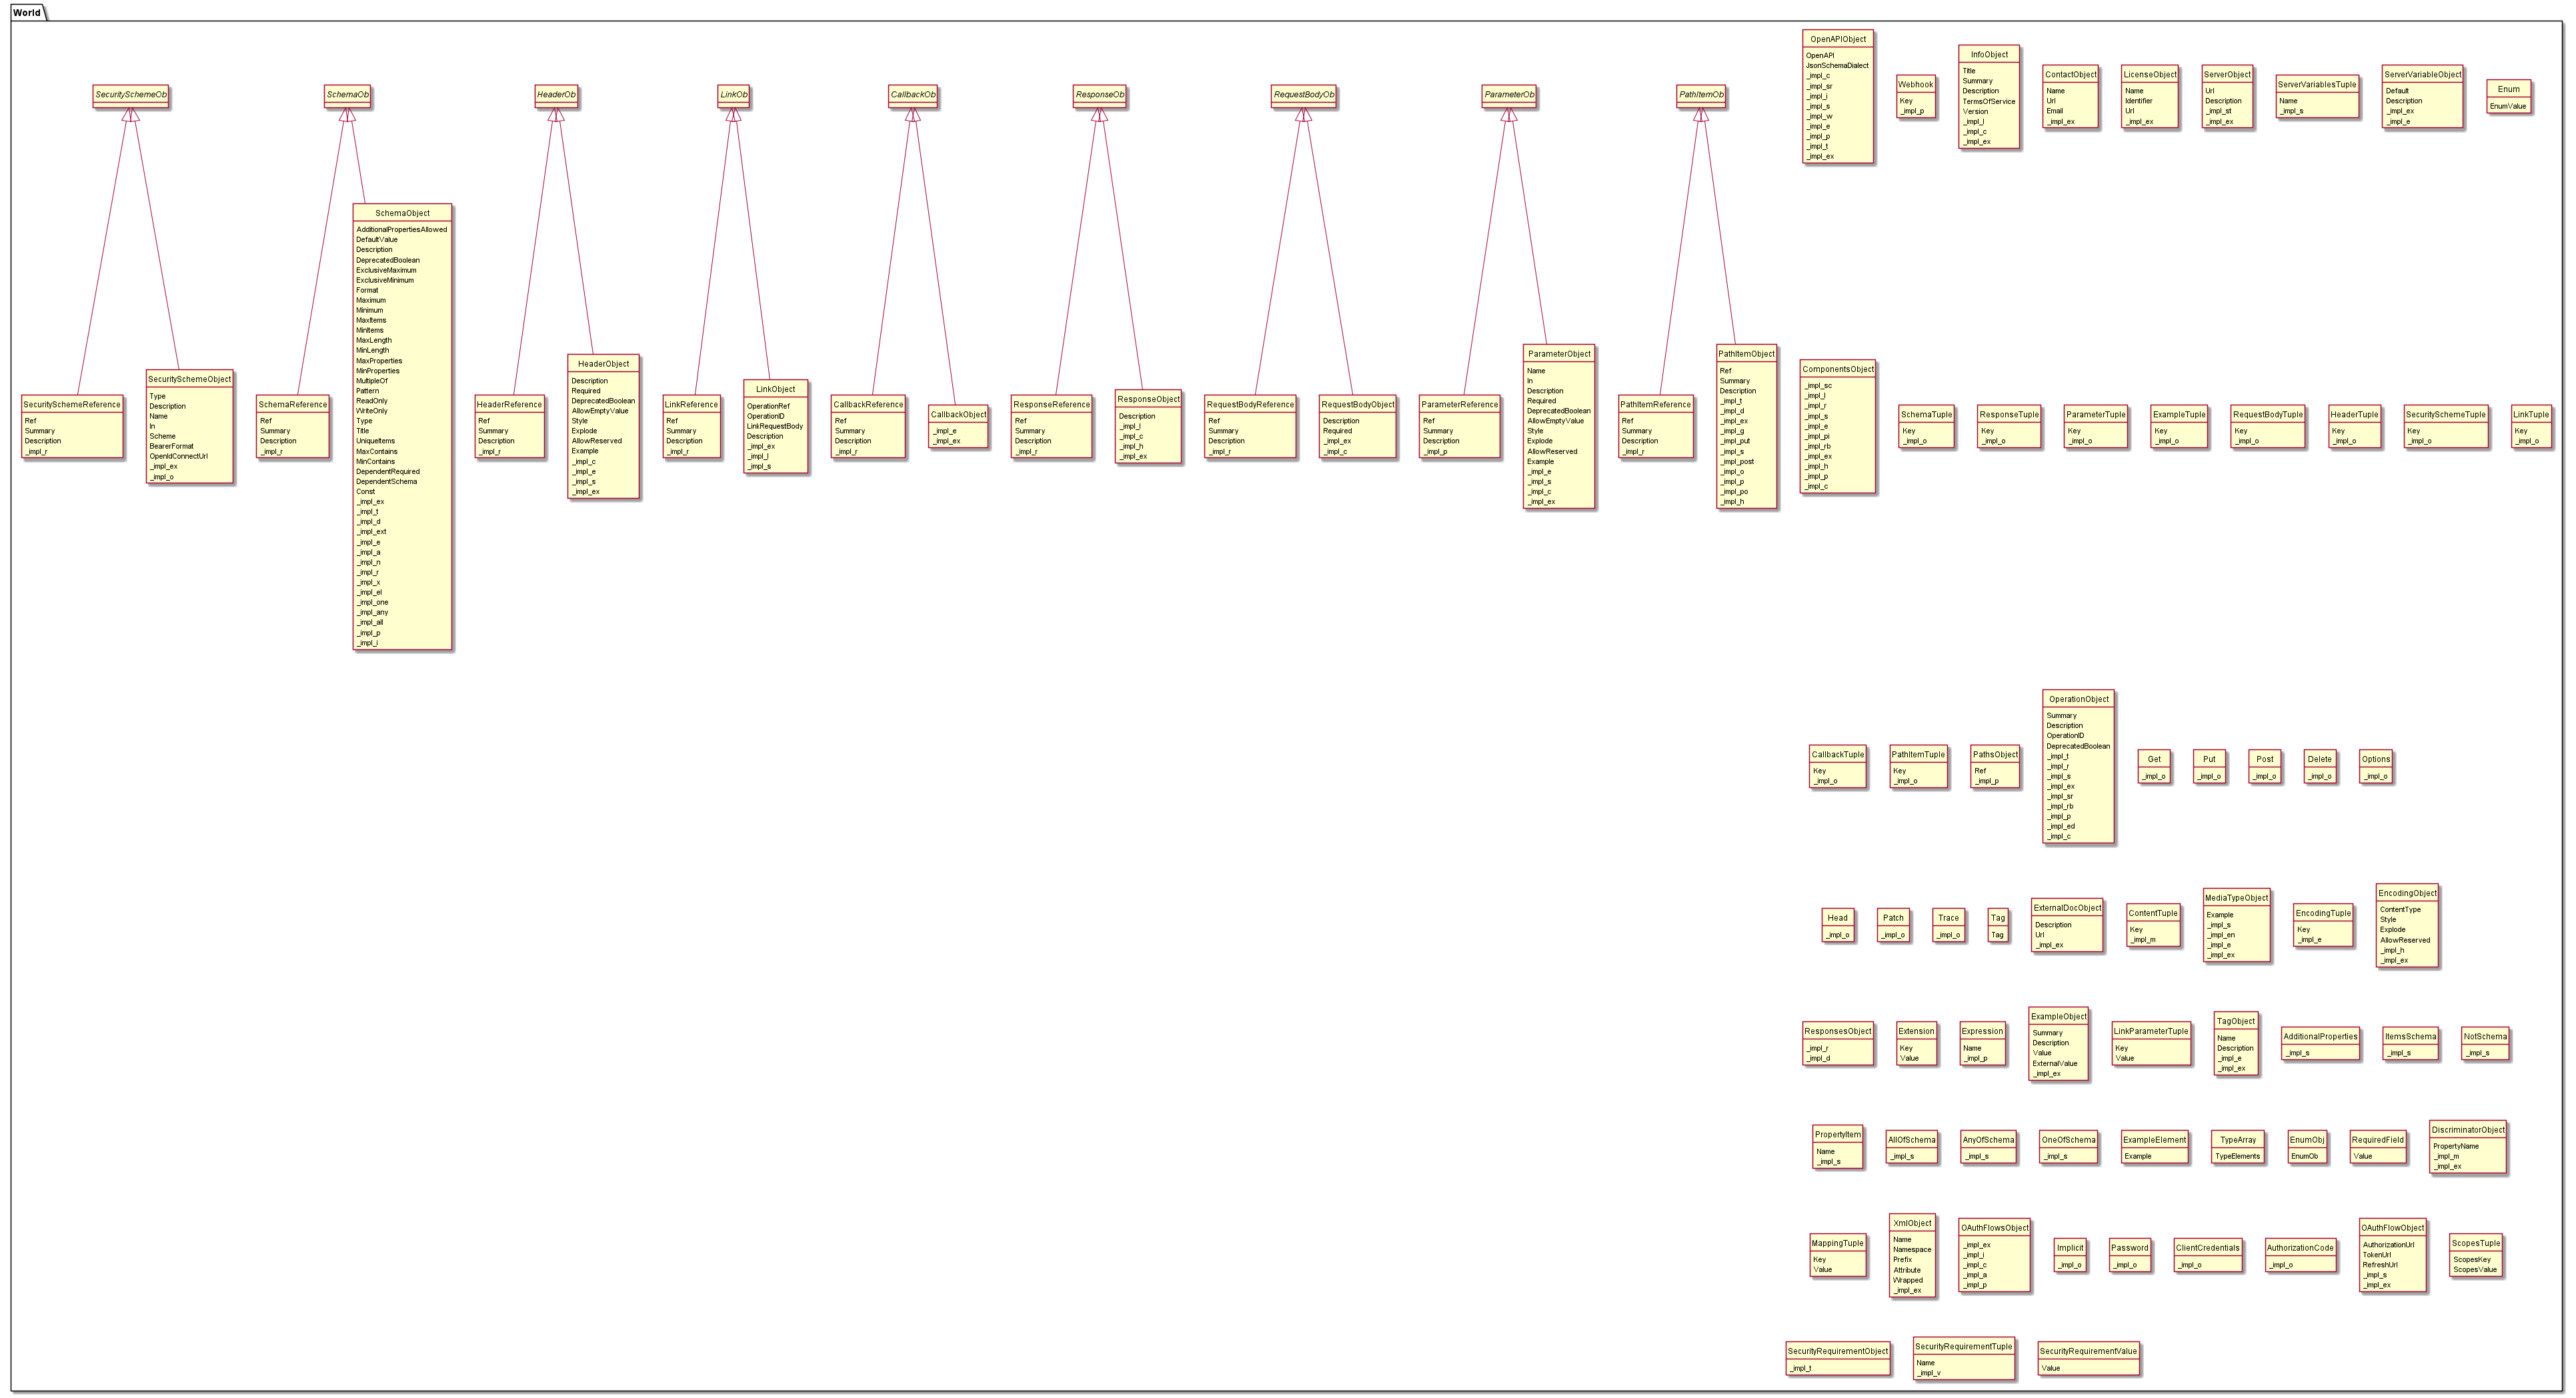 World
SecuritySchemeOb
SchemaOb
HeaderOb
LinkOb
CallbackOb
ResponseOb
RequestBodyOb
ParameterOb
PathItemOb
OpenAPIObject
OpenAPI
JsonSchemaDialect
_impl_c
_impl_sr
_impl_i
_impl_s
_impl_w
_impl_e
_impl_p
_impl_t
_impl_ex
Webhook
Key
_impl_p
InfoObject
Title
Summary
Description
TermsOfService
Version
_impl_l
_impl_c
_impl_ex
ContactObject
Name
Url
Email
_impl_ex
LicenseObject
Name
Identifier
Url
_impl_ex
ServerObject
Url
Description
_impl_st
_impl_ex
ServerVariablesTuple
Name
_impl_s
ServerVariableObject
Default
Description
_impl_ex
_impl_e
Enum
EnumValue
SecuritySchemeReference
Ref
Summary
Description
_impl_r
SecuritySchemeObject
Type
Description
Name
In
Scheme
BearerFormat
OpenIdConnectUrl
_impl_ex
_impl_o
SchemaReference
Ref
Summary
Description
_impl_r
SchemaObject
AdditionalPropertiesAllowed
DefaultValue
Description
DeprecatedBoolean
ExclusiveMaximum
ExclusiveMinimum
Format
Maximum
Minimum
MaxItems
MinItems
MaxLength
MinLength
MaxProperties
MinProperties
MultipleOf
Pattern
ReadOnly
WriteOnly
Type
Title
UniqueItems
MaxContains
MinContains
DependentRequired
DependentSchema
Const
_impl_ex
_impl_t
_impl_d
_impl_ext
_impl_e
_impl_a
_impl_n
_impl_r
_impl_x
_impl_el
_impl_one
_impl_any
_impl_all
_impl_p
_impl_i
HeaderReference
Ref
Summary
Description
_impl_r
HeaderObject
Description
Required
DeprecatedBoolean
AllowEmptyValue
Style
Explode
AllowReserved
Example
_impl_c
_impl_e
_impl_s
_impl_ex
LinkReference
Ref
Summary
Description
_impl_r
LinkObject
OperationRef
OperationID
LinkRequestBody
Description
_impl_ex
_impl_l
_impl_s
CallbackReference
Ref
Summary
Description
_impl_r
CallbackObject
_impl_e
_impl_ex
ResponseReference
Ref
Summary
Description
_impl_r
ResponseObject
Description
_impl_l
_impl_c
_impl_h
_impl_ex
RequestBodyReference
Ref
Summary
Description
_impl_r
RequestBodyObject
Description
Required
_impl_ex
_impl_c
ParameterReference
Ref
Summary
Description
_impl_p
ParameterObject
Name
In
Description
Required
DeprecatedBoolean
AllowEmptyValue
Style
Explode
AllowReserved
Example
_impl_e
_impl_s
_impl_c
_impl_ex
PathItemReference
Ref
Summary
Description
_impl_r
PathItemObject
Ref
Summary
Description
_impl_t
_impl_d
_impl_ex
_impl_g
_impl_put
_impl_s
_impl_post
_impl_o
_impl_p
_impl_po
_impl_h
ComponentsObject
_impl_sc
_impl_l
_impl_r
_impl_s
_impl_e
_impl_pi
_impl_rb
_impl_ex
_impl_h
_impl_p
_impl_c
SchemaTuple
Key
_impl_o
ResponseTuple
Key
_impl_o
ParameterTuple
Key
_impl_o
ExampleTuple
Key
_impl_o
RequestBodyTuple
Key
_impl_o
HeaderTuple
Key
_impl_o
SecuritySchemeTuple
Key
_impl_o
LinkTuple
Key
_impl_o
CallbackTuple
Key
_impl_o
PathItemTuple
Key
_impl_o
PathsObject
Ref
_impl_p
OperationObject
Summary
Description
OperationID
DeprecatedBoolean
_impl_t
_impl_r
_impl_s
_impl_ex
_impl_sr
_impl_rb
_impl_p
_impl_ed
_impl_c
Get
_impl_o
Put
_impl_o
Post
_impl_o
Delete
_impl_o
Options
_impl_o
Head
_impl_o
Patch
_impl_o
Trace
_impl_o
Tag
Tag
ExternalDocObject
Description
Url
_impl_ex
ContentTuple
Key
_impl_m
MediaTypeObject
Example
_impl_s
_impl_en
_impl_e
_impl_ex
EncodingTuple
Key
_impl_e
EncodingObject
ContentType
Style
Explode
AllowReserved
_impl_h
_impl_ex
ResponsesObject
_impl_r
_impl_d
Extension
Key
Value
Expression
Name
_impl_p
ExampleObject
Summary
Description
Value
ExternalValue
_impl_ex
LinkParameterTuple
Key
Value
TagObject
Name
Description
_impl_e
_impl_ex
AdditionalProperties
_impl_s
ItemsSchema
_impl_s
NotSchema
_impl_s
PropertyItem
Name
_impl_s
AllOfSchema
_impl_s
AnyOfSchema
_impl_s
OneOfSchema
_impl_s
ExampleElement
Example
TypeArray
TypeElements
EnumObj
EnumOb
RequiredField
Value
DiscriminatorObject
PropertyName
_impl_m
_impl_ex
MappingTuple
Key
Value
XmlObject
Name
Namespace
Prefix
Attribute
Wrapped
_impl_ex
OAuthFlowsObject
_impl_ex
_impl_i
_impl_c
_impl_a
_impl_p
Implicit
_impl_o
Password
_impl_o
ClientCredentials
_impl_o
AuthorizationCode
_impl_o
OAuthFlowObject
AuthorizationUrl
TokenUrl
RefreshUrl
_impl_s
_impl_ex
ScopesTuple
ScopesKey
ScopesValue
SecurityRequirementObject
_impl_t
SecurityRequirementTuple
Name
_impl_v
SecurityRequirementValue
Value